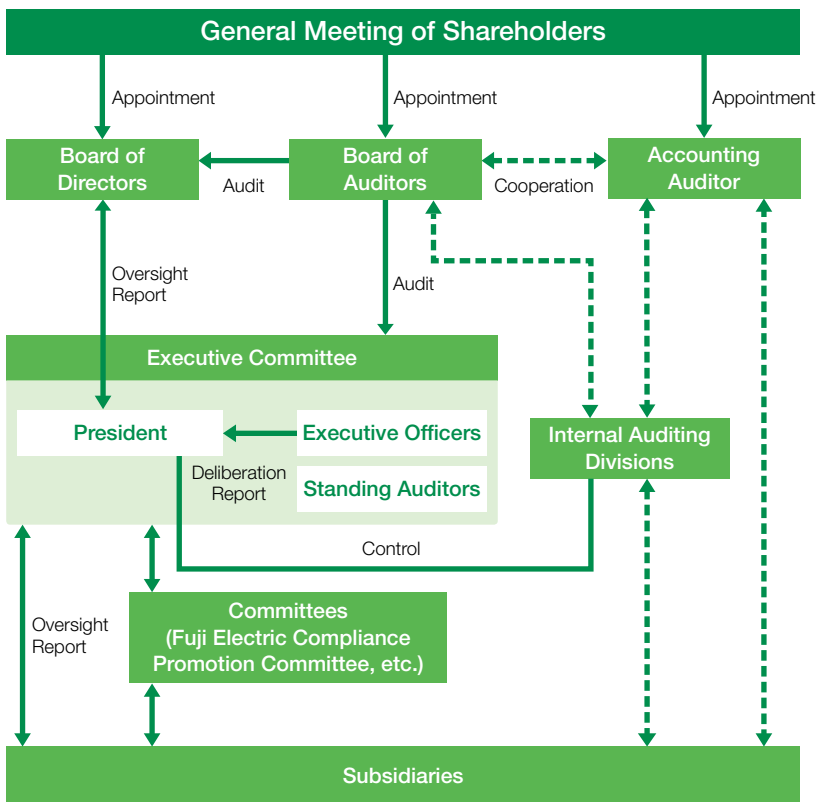 General Meeting of Shareholders
Appointment
Appointment
Appointment
Board of
Directors
Audit
Board of
Auditors
Cooperation
Accounting
Auditor
Oversight
Report
Audit
Executive Committee
President
Executive Officers
Deliberation
Report
Standing Auditors
Internal Auditing
Divisions
Control
Oversight
Report
Committees
(Fuji Electric Compliance
Promotion Committee, etc.)
Subsidiaries